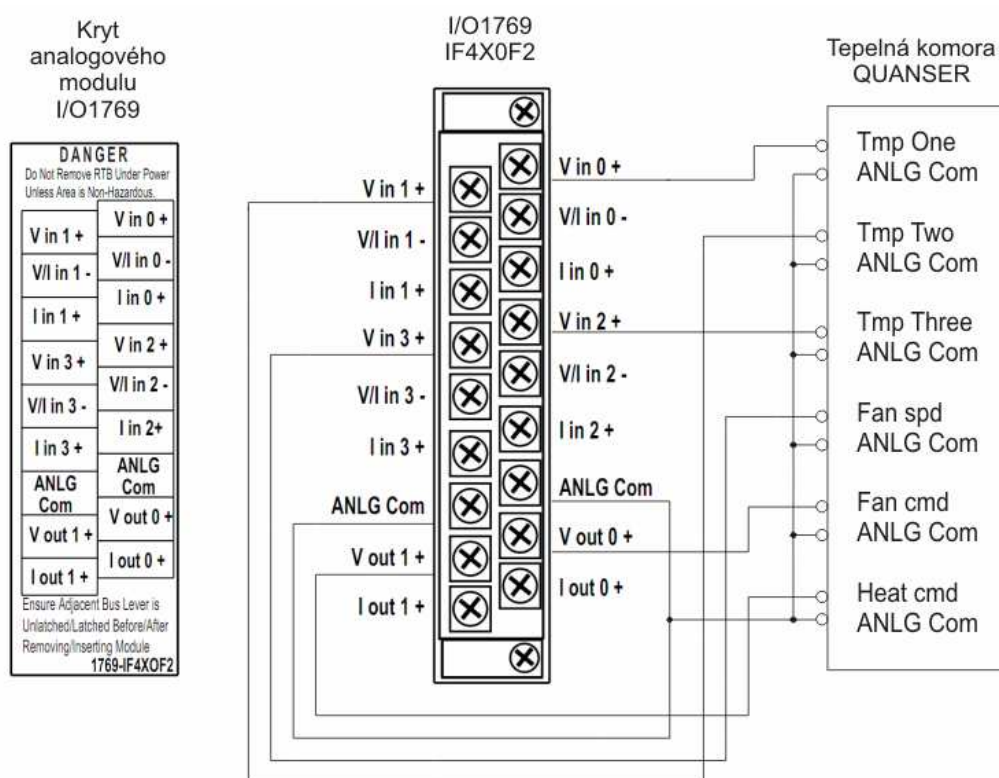 Kryt
analogového
modulu
I/O1769
DANGER
Do Not Remove RTB Under Power
Unless Area is Non-Hazardous.
V in 0 +
V in 1 +
V/I in 0 -
V/I in 1 -
I in 0 +
I in 1 +
V in 2 +
V in 3 +
V/I in 2 -
V/I in 3 -
I in 2+
I in 3 +
ANLG
Com
ANLG
Com
V out 0 +
V out 1 +
I out 0 +
I out 1 +
Ensure Adjacent Bus Lever is
Unlatched/Latched Before/After
Removing/Inserting Module
1769-IF4XOF2
I/O1769
IF4X0F2
V in 1 +
V/I in 1 -
I in 1 +
V in 3 +
V/I in 3 -
I in 3 +
ANLG Com
V out 1 +
I out 1 +
V in 0 +
V/I in 0 -
I in 0 +
V in 2 +
V/I in 2 -
I in 2 +
ANLG Com
V out 0 +
I out 0 +
Tepelná komora
QUANSER
Tmp One
ANLG Com
Tmp Two
ANLG Com
Tmp Three
ANLG Com
Fan spd
ANLG Com
Fan cmd
ANLG Com
Heat cmd
ANLG Com